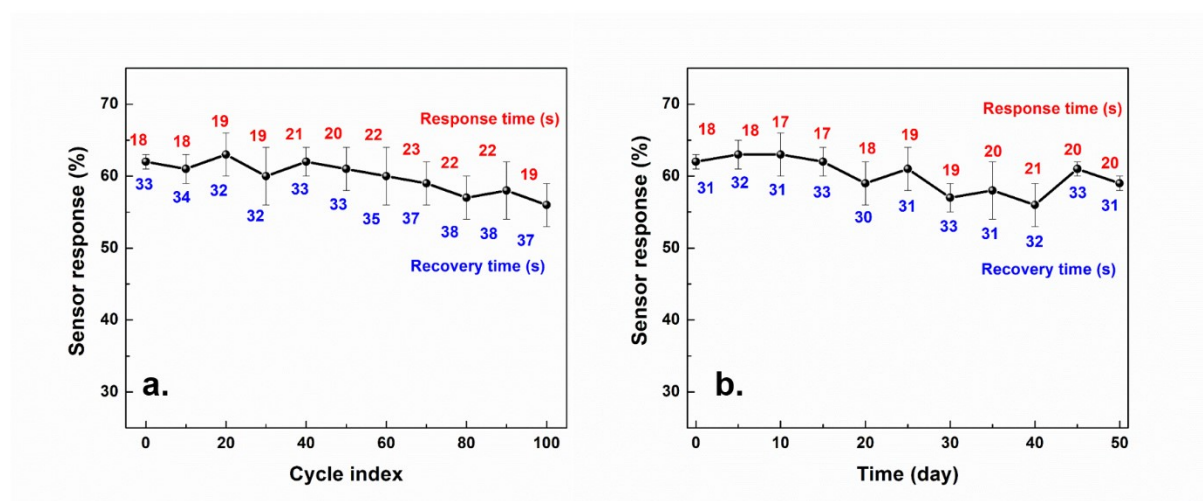 70
60
50
40
30
Sensor response (%)
18 18 19 19 21 20 22 23 22 22 19
Response time (s)
33 34 32 32 33 33 35 37 38 38 37
Recovery time (s)
a.
0 20 40 60 80 100
Cycle index
70
60
50
40
30
Sensor response (%)
18 18 17 17 18 19 19 20 21 20 20
Response time (s)
31 32 31 33 30 31 33 31 32 33 31
Recovery time (s)
b.
0 10 20 30 40 50
Time (day)